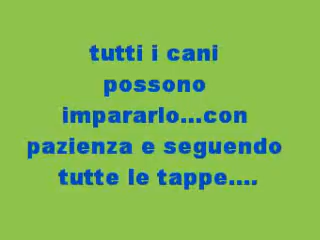 tutti i cani
possono
impararlo...con
pazienza e seguendo
tutte le tappe....